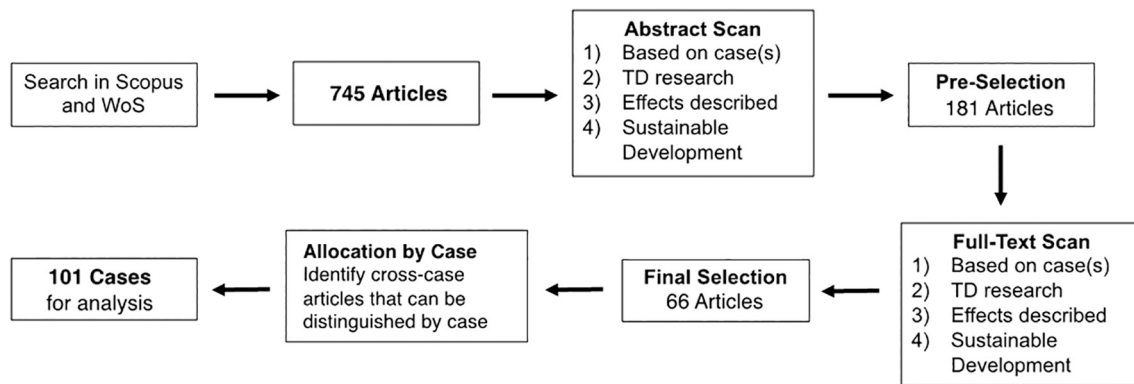 Search in Scopus
and WoS
745 Articles
Abstract Scan
1) Based on case(s)
2) TD research
3) Effects described
4) Sustainable
Development
Pre-Selection
181 Articles
Full-Text Scan
1) Based on case(s)
2) TD research
3) Effects described
4) Sustainable
Development
Final Selection
66 Articles
Allocation by Case
Identify cross-case
articles that can be
distinguished by case
101 Cases
for analysis